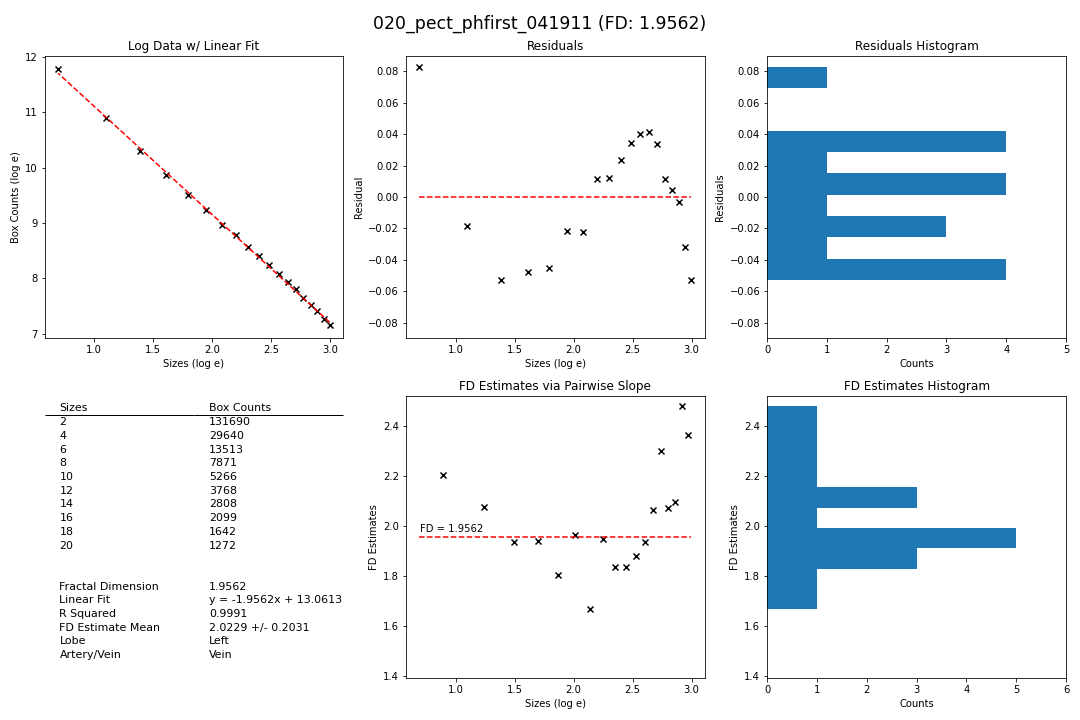 020_pect_phfirst_041911 (FD: 1.9562)
Log Data w/ Linear Fit
Box Counts (log e)
12
11
10
9
8
7
1.0 1.5 2.0 2.5 3.0
Sizes (log e)
Residuals
Residual
0.08
0.06
0.04
0.02
0.00
−0.02
−0.04
−0.06
−0.08
1.0 1.5 2.0 2.5 3.0
Sizes (log e)
Residuals Histogram
Residuals
0.08
0.06
0.04
0.02
0.00
−0.02
−0.04
−0.06
−0.08
0 1 2 3 4 5
Counts
Sizes Box Counts
2 131690
4 29640
6 13513
8 7871
10 5266
12 3768
14 2808
16 2099
18 1642
20 1272
Fractal Dimension 1.9562
Linear Fit y = -1.9562x + 13.0613
R Squared 0.9991
FD Estimate Mean 2.0229 +/- 0.2031
Lobe Left
Artery/Vein Vein
FD Estimates via Pairwise Slope
FD Estimates
2.4
2.2
2.0
1.8
1.6
1.4
FD = 1.9562
1.0 1.5 2.0 2.5 3.0
Sizes (log e)
FD Estimates Histogram
FD Estimates
2.4
2.2
2.0
1.8
1.6
1.4
0 1 2 3 4 5 6
Counts